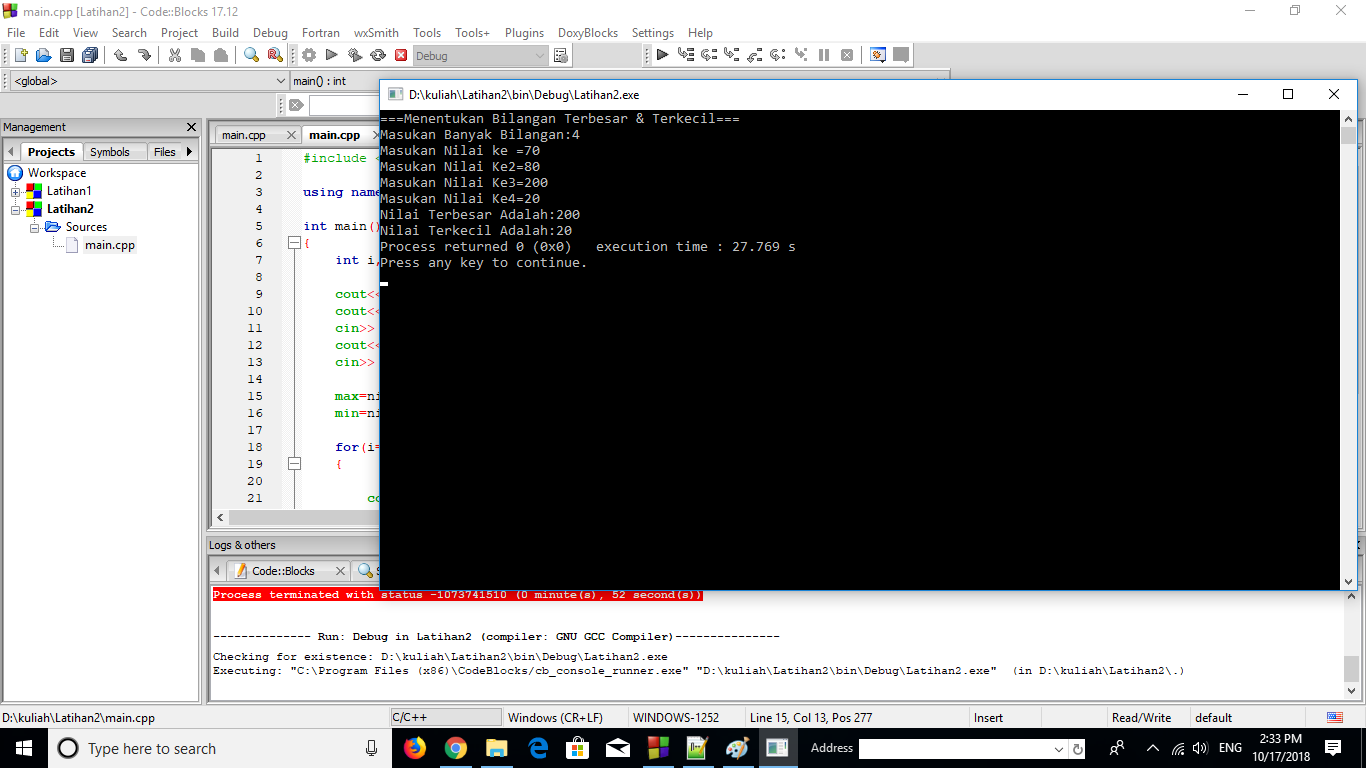 main.cpp [Latihan2] - Code::Blocks 17.12
File Edit View Search Project Build Debug Fortran wxSmith Tools Tools+ Plugins DoxyBlocks Settings Help
Debug
<global> main() : int
D:\kuliah\Latihan2\bin\Debug\Latihan2.exe
===Menentukan Bilangan Terbesar & Terkecil===
Masukan Banyak Bilangan:4
Masukan Nilai ke =70
Masukan Nilai Ke2=80
Masukan Nilai Ke3=200
Masukan Nilai Ke4=20
Nilai Terbesar Adalah:200
Nilai Terkecil Adalah:20
Process returned 0 (0x0)   execution time : 27.769 s
Press any key to continue.
Management
Projects Symbols Files
Workspace
Latihan1
Latihan2
Sources
main.cpp
main.cpp main.cpp
1 #include <
2
3 using name
4
5 int main()
6 {
7 int i,
8
9 cout<<
10 cout<<
11 cin>>
12 cout<<
13 cin>>
14
15 max=ni
16 min=ni
17
18 for(i=
19 {
20
21 co
Logs & others
Code::Blocks
Process terminated with status -1073741510 (0 minute(s), 52 second(s))
-------------- Run: Debug in Latihan2 (compiler: GNU GCC Compiler)---------------
Checking for existence: D:\kuliah\Latihan2\bin\Debug\Latihan2.exe
Executing: "C:\Program Files (x86)\CodeBlocks/cb_console_runner.exe" "D:\kuliah\Latihan2\bin\Debug\Latihan2.exe"  (in D:\kuliah\Latihan2\.)
D:\kuliah\Latihan2\main.cpp C/C++ Windows (CR+LF) WINDOWS-1252 Line 15, Col 13, Pos 277 Insert Read/Write default
Type here to search Address ENG 2:33 PM
10/17/2018